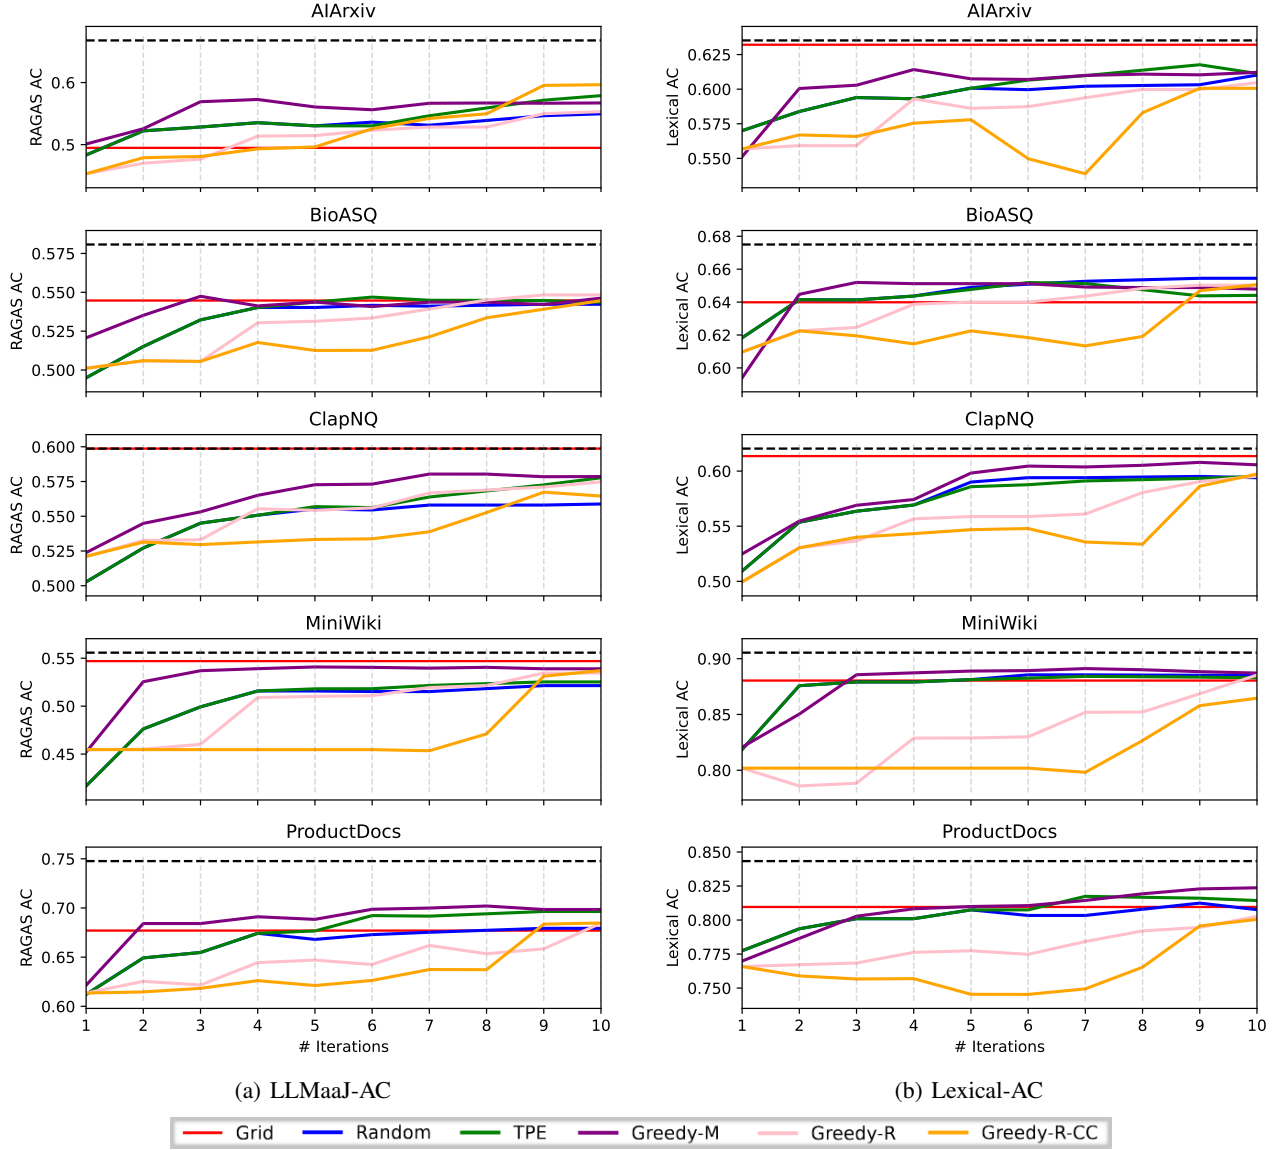 AIArxiv
RAGAS AC
0.6
0.5
BioASQ
RAGAS AC
0.575
0.550
0.525
0.500
ClapNQ
RAGAS AC
0.600
0.575
0.550
0.525
0.500
MiniWiki
RAGAS AC
0.55
0.50
0.45
ProductDocs
RAGAS AC
0.75
0.70
0.65
0.60
1 2 3 4 5 6 7 8 9 10
# Iterations
(a) LLMaaJ-AC
AIArxiv
Lexical AC
0.625
0.600
0.575
0.550
BioASQ
Lexical AC
0.68
0.66
0.64
0.62
0.60
ClapNQ
Lexical AC
0.60
0.55
0.50
MiniWiki
Lexical AC
0.90
0.85
0.80
ProductDocs
Lexical AC
0.850
0.825
0.800
0.775
0.750
1 2 3 4 5 6 7 8 9 10
# Iterations
(b) Lexical-AC
Grid Random TPE Greedy-M Greedy-R Greedy-R-CC